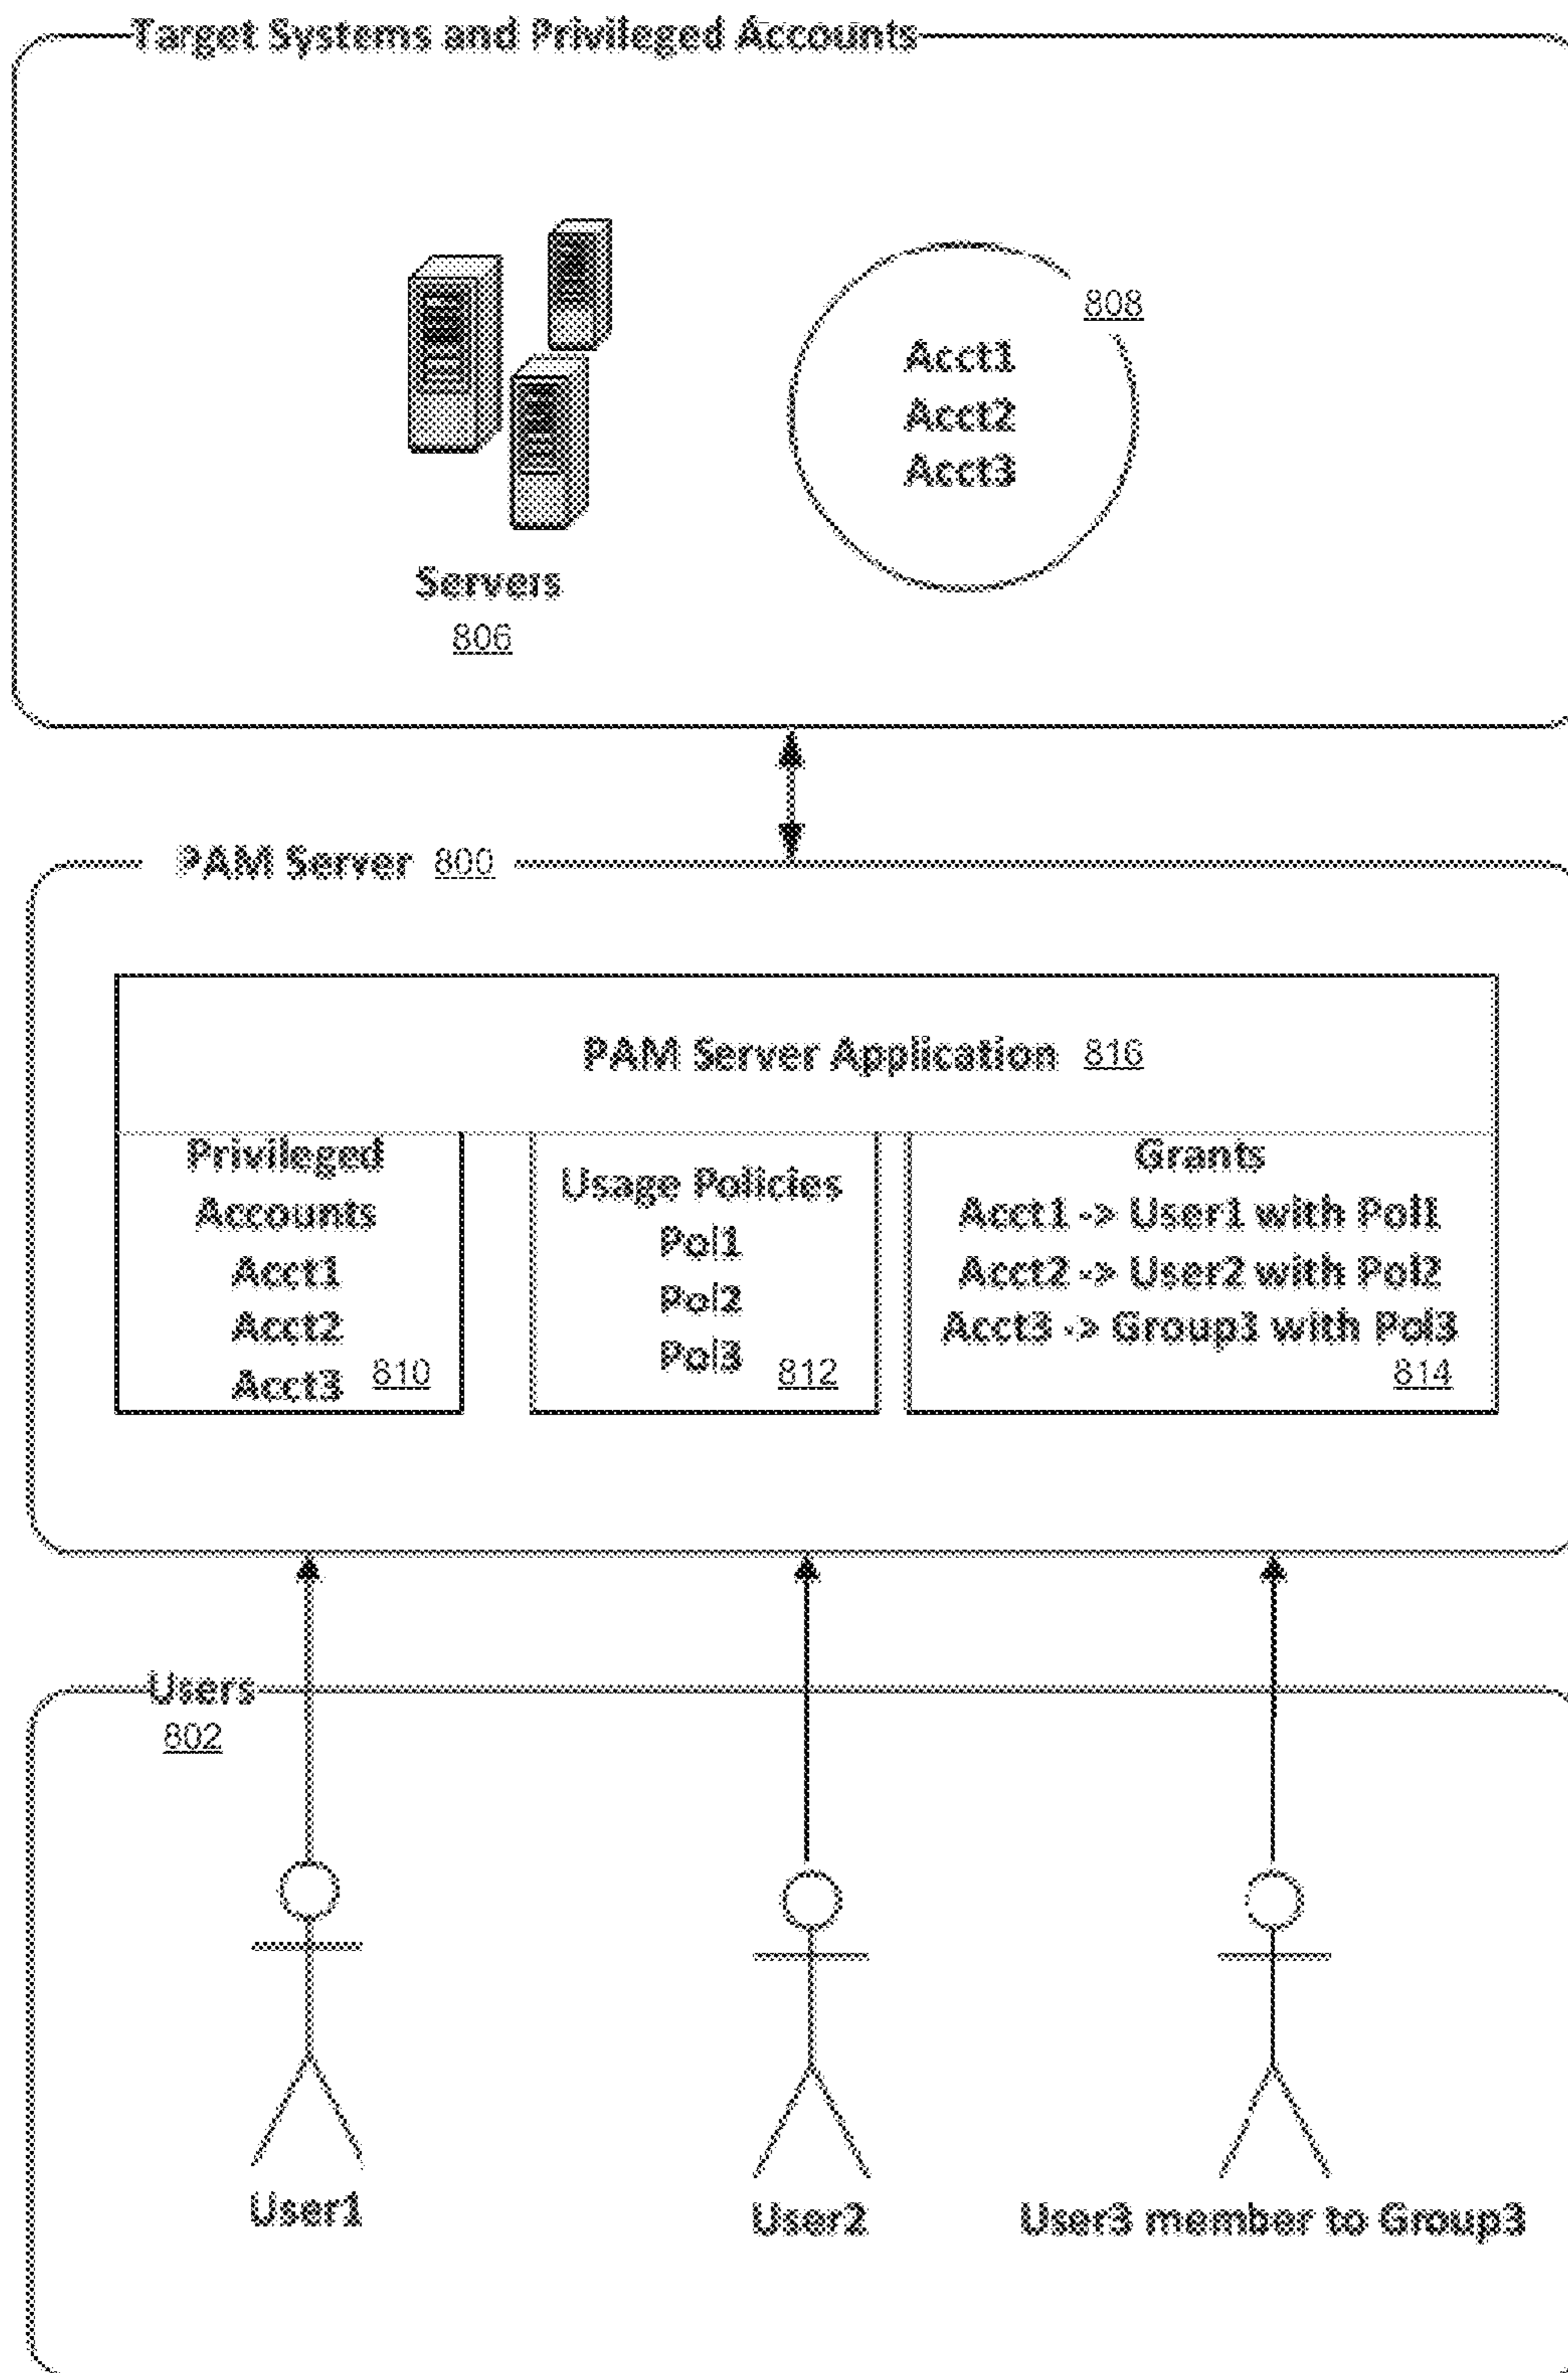 Target Systems and Privileged Accounts
808
Acct1
Acct2
Acct3
Servers
806
PAM Server 800
PAM Server Application 816
Privileged
Accounts
Acct1
Acct2
Acct3 810
Usage Policies
Pol1
Pol2
Pol3 812
Grants
Acct1 -> User1 with Pol1
Acct2 -> User2 with Pol2
Acct3 -> Group1 with Pol3
814
Users
802
User1
User2
User3 member to Group3